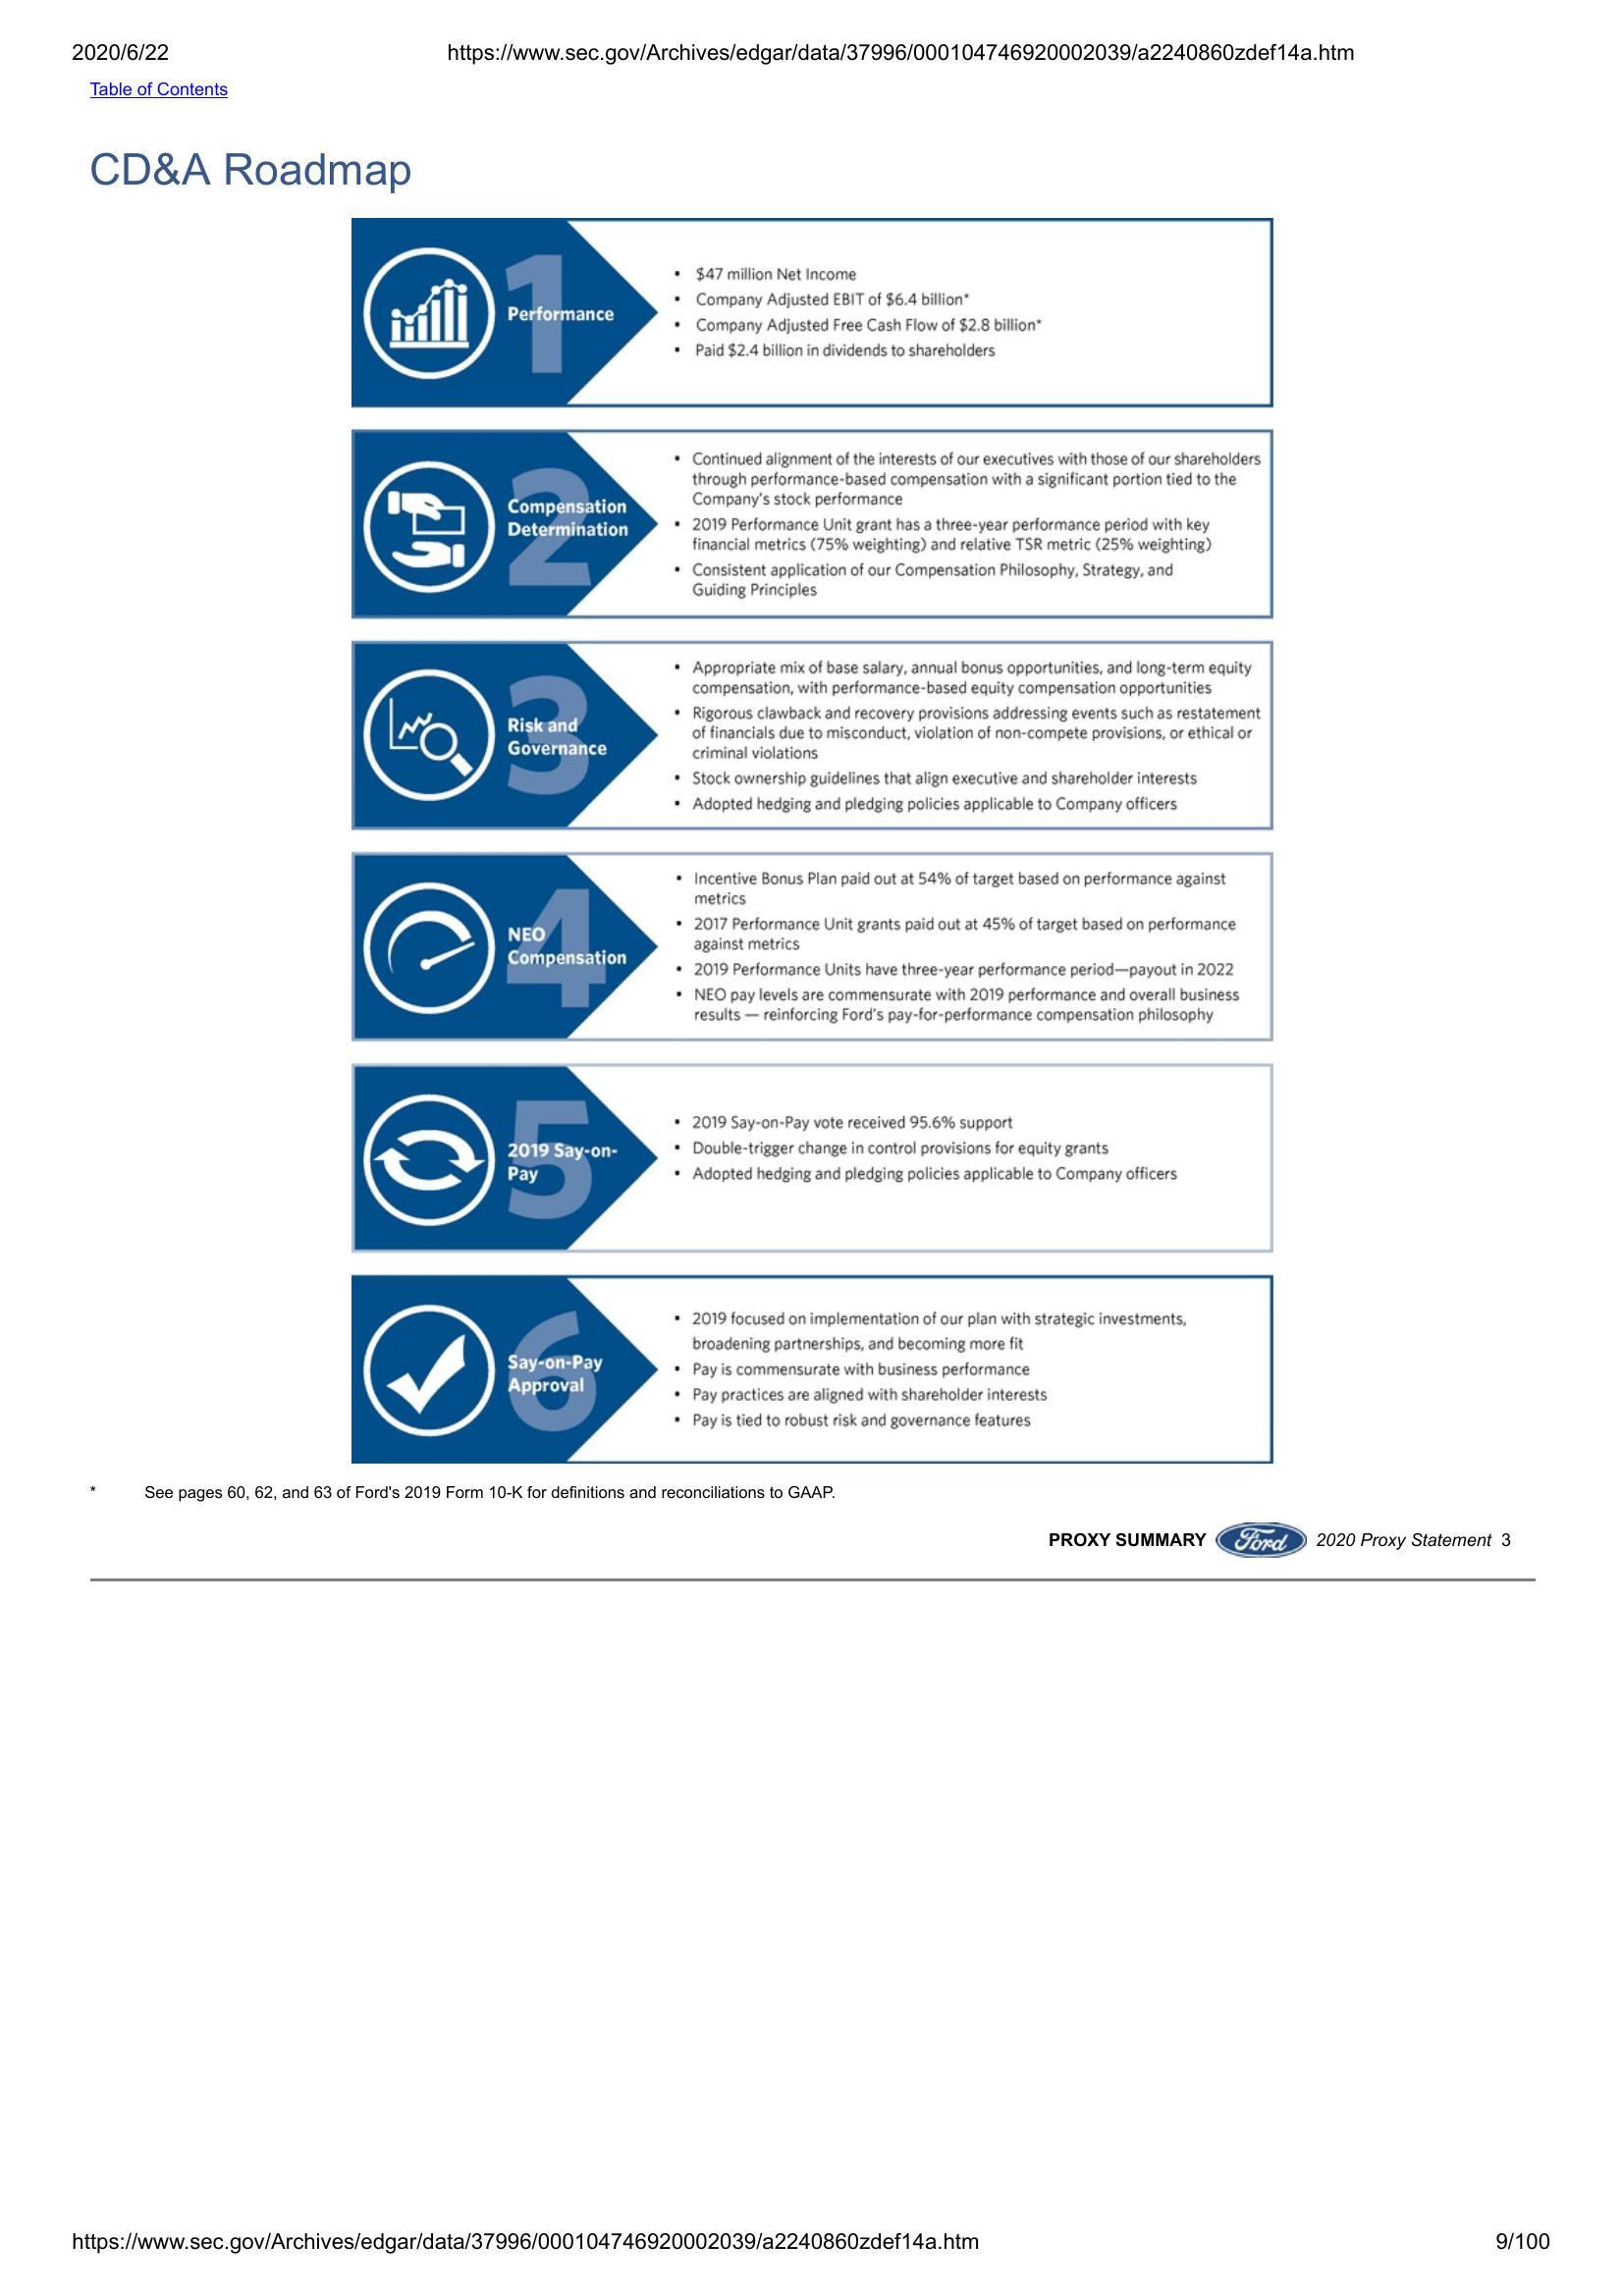 2020/6/22 https://www.sec.gov/Archives/edgar/data/37996/000104746920002039/a2240860zdef14a.htm
Table of Contents
CD&A Roadmap
1
Performance
• $47 million Net Income
• Company Adjusted EBIT of $6.4 billion*
• Company Adjusted Free Cash Flow of $2.8 billion*
• Paid $2.4 billion in dividends to shareholders
2
Compensation
Determination
• Continued alignment of the interests of our executives with those of our shareholders
through performance-based compensation with a significant portion tied to the
Company's stock performance
• 2019 Performance Unit grant has a three-year performance period with key
financial metrics (75% weighting) and relative TSR metric (25% weighting)
• Consistent application of our Compensation Philosophy, Strategy, and
Guiding Principles
3
Risk and
Governance
• Appropriate mix of base salary, annual bonus opportunities, and long-term equity
compensation, with performance-based equity compensation opportunities
• Rigorous clawback and recovery provisions addressing events such as restatement
of financials due to misconduct, violation of non-compete provisions, or ethical or
criminal violations
• Stock ownership guidelines that align executive and shareholder interests
• Adopted hedging and pledging policies applicable to Company officers
4
NEO
Compensation
• Incentive Bonus Plan paid out at 54% of target based on performance against
metrics
• 2017 Performance Unit grants paid out at 45% of target based on performance
against metrics
• 2019 Performance Units have three-year performance period—payout in 2022
• NEO pay levels are commensurate with 2019 performance and overall business
results — reinforcing Ford's pay-for-performance compensation philosophy
5
2019 Say-on-
Pay
• 2019 Say-on-Pay vote received 95.6% support
• Double-trigger change in control provisions for equity grants
• Adopted hedging and pledging policies applicable to Company officers
6
Say-on-Pay
Approval
• 2019 focused on implementation of our plan with strategic investments,
broadening partnerships, and becoming more fit
• Pay is commensurate with business performance
• Pay practices are aligned with shareholder interests
• Pay is tied to robust risk and governance features
* See pages 60, 62, and 63 of Ford's 2019 Form 10-K for definitions and reconciliations to GAAP.
PROXY SUMMARY Ford 2020 Proxy Statement 3
https://www.sec.gov/Archives/edgar/data/37996/000104746920002039/a2240860zdef14a.htm 9/100